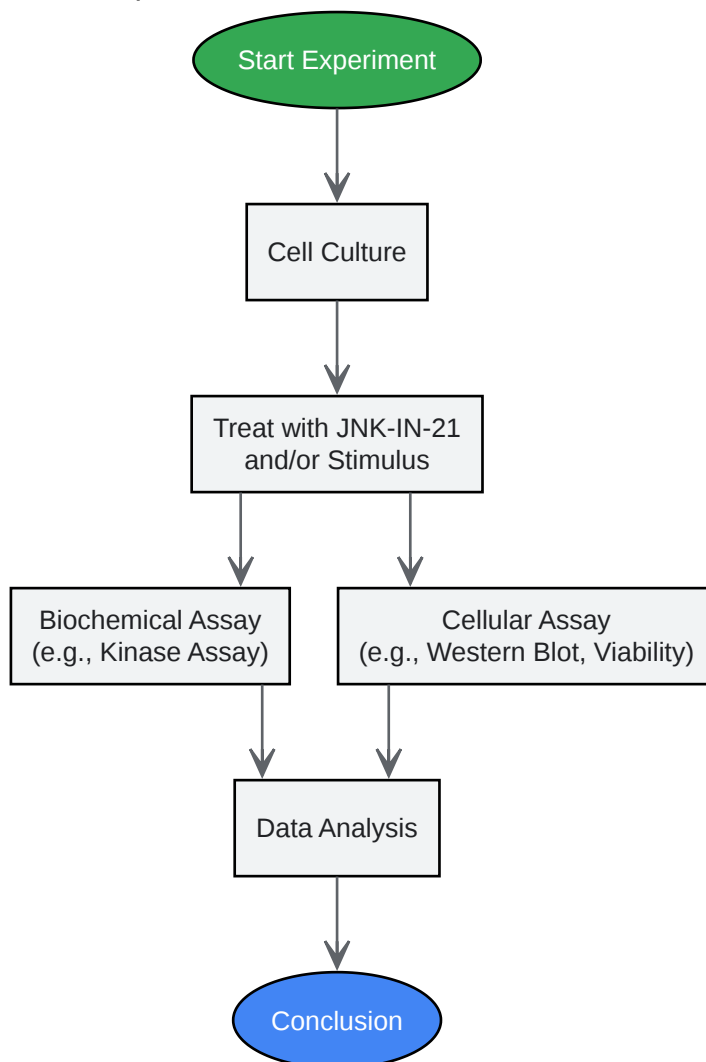 Start Experiment
Cell Culture
Treat with JNK-IN-21
and/or Stimulus
Biochemical Assay
(e.g., Kinase Assay)
Cellular Assay
(e.g., Western Blot, Viability)
Data Analysis
Conclusion